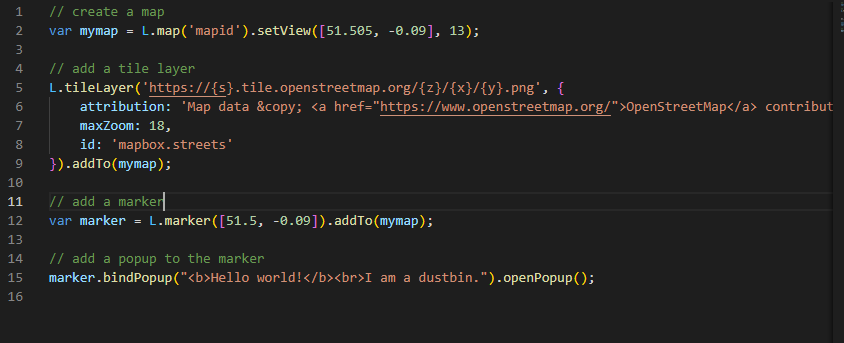 1 // create a map
2 var mymap = L.map('mapid').setView([51.505, -0.09], 13);
3
4 // add a tile layer
5 L.tileLayer('https://{s}.tile.openstreetmap.org/{z}/{x}/{y}.png', {
6 attribution: 'Map data &copy; <a href="https://www.openstreetmap.org/">OpenStreetMap</a> contribut
7 maxZoom: 18,
8 id: 'mapbox.streets'
9 }).addTo(mymap);
10
11 // add a marker
12 var marker = L.marker([51.5, -0.09]).addTo(mymap);
13
14 // add a popup to the marker
15 marker.bindPopup("<b>Hello world!</b><br>I am a dustbin.").openPopup();
16